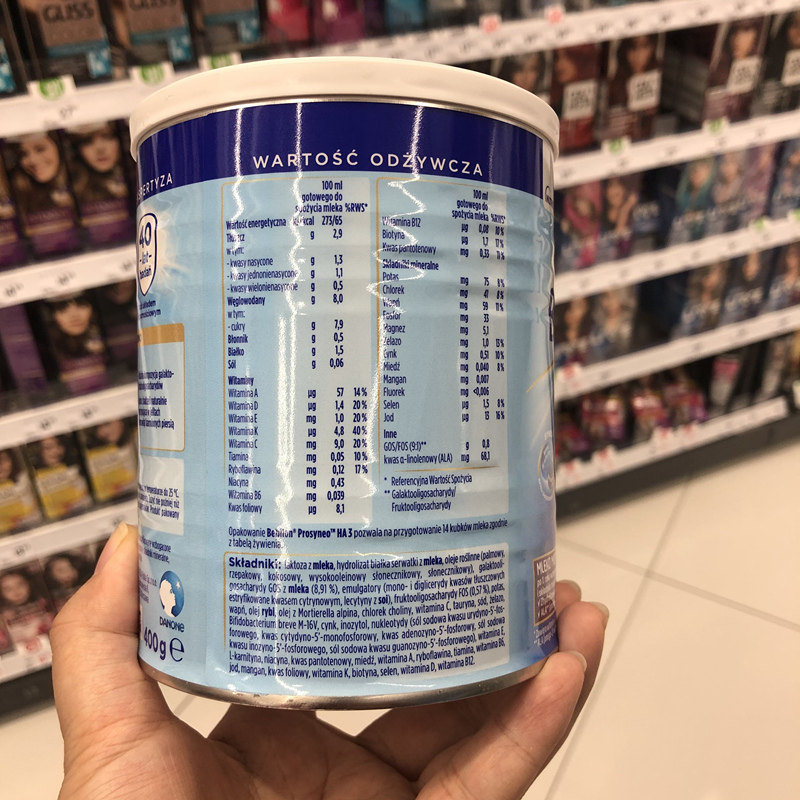 GLISS
WARTOŚĆ ODŻYWCZA
100 ml
gotowego do
spożycia mleka %RWS*
Wartość energetyczna kJ/kcal 273/65
Tłuszcz g 2,9
w tym:
- kwasy nasycone g 1,3
- kwasy jednonienasycone g 1,1
- kwasy wielonienasycone g 0,5
Węglowodany g 8,0
w tym:
- cukry g 7,9
Błonnik g 0,5
Białko g 1,5
Sól g 0,06
Witaminy
Witamina A µg 57 14%
Witamina D µg 1,4 20%
Witamina E mg 1,0 20%
Witamina K µg 4,8 40%
Witamina C mg 9,0 20%
Tiamina mg 0,05 10%
Ryboflawina mg 0,12 17%
Niacyna mg 0,43
Witamina B6 mg 0,039
Kwas foliowy µg 8,1
100 ml
gotowego do
spożycia mleka %RWS*
Witamina B12 µg 0,08 10%
Biotyna µg 1,7 17%
Kwas pantotenowy mg 0,33 11%
Składniki mineralne
Potas mg 75 8%
Chlorek mg 47 8%
Wapń mg 59 11%
Fosfor mg 33
Magnez mg 5,1
Żelazo mg 1,0 13%
Cynk mg 0,51 10%
Miedź mg 0,040 8%
Mangan mg 0,007
Fluorek mg <0,006
Selen µg 1,5 8%
Jod µg 13 16%
Inne
GOS/FOS (9:1)** g 0,8
kwas α-linolenowy (ALA) mg 68,1
* Referencyjna Wartość Spożycia
** Galaktooligosacharydy/
Fruktooligosacharydy
Opakowanie Bebilon® Prosyneo™ HA 3 pozwala na przygotowanie 14 kubków mleka zgodnie
z tabelą żywienia.
Składniki: laktoza z mleka, hydrolizat białka serwatki z mleka, oleje roślinne (palmowy,
rzepakowy, kokosowy, wysokooleinowy słonecznikowy, słonecznikowy), galaktooli-
gosacharydy GOS z mleka (8,91 %), emulgatory (mono- i diglicerydy kwasów tłuszczowych
estryfikowane kwasem cytrynowym, lecytyny z soi), fruktooligosacharydy FOS (0,57 %), potas,
wapń, olej rybi, olej z Mortierella alpina, chlorek choliny, witamina C, tauryna, sód, żelazo,
Bifidobacterium breve M-16V, cynk, inozytol, nukleotydy (sól sodowa kwasu urydyno-5'-fos-
forowego, kwas cytydyno-5'-monofosforowy, kwas adenozyno-5'-fosforowy, sól sodowa
kwasu inozyno-5'-fosforowego, sól sodowa kwasu guanozyno-5'-fosforowego), witamina E,
L-karnityna, niacyna, kwas pantotenowy, miedź, witamina A, ryboflawina, tiamina, witamina B6,
jod, mangan, kwas foliowy, witamina K, biotyna, selen, witamina D, witamina B12.
40
DANONE
400g e